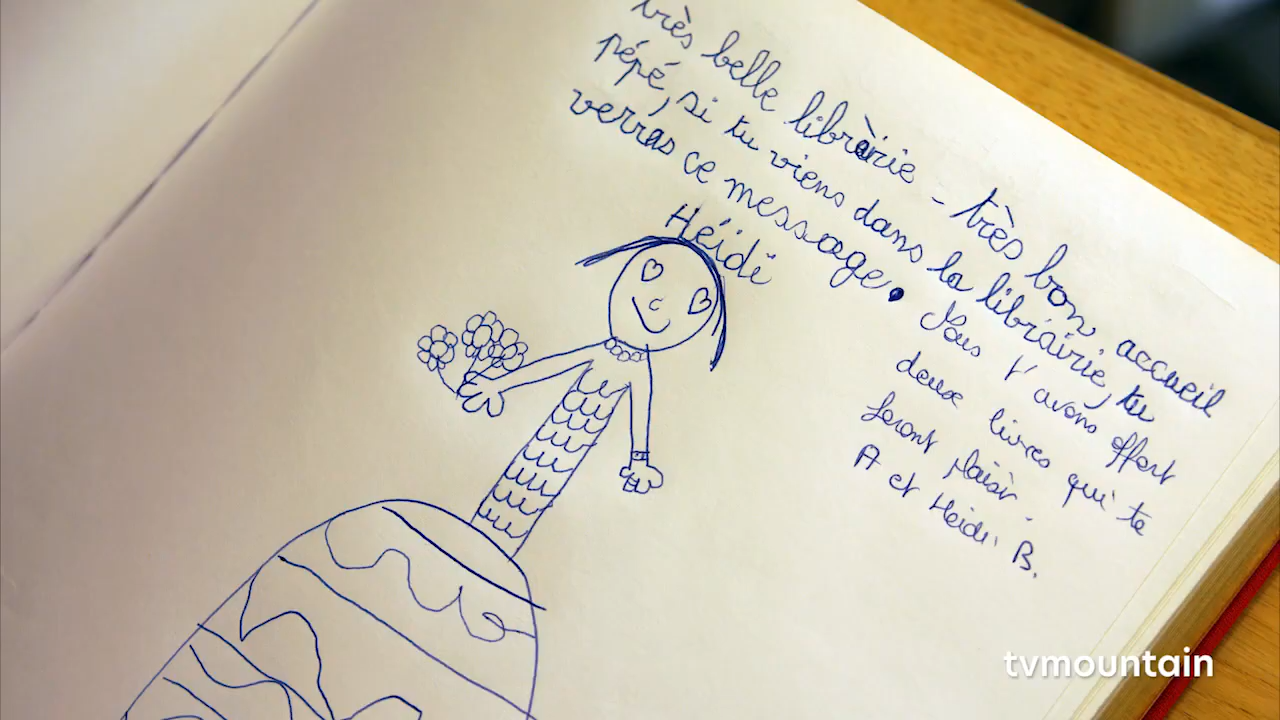 très belle librairie - très bon accueil
pépé, si tu viens dans la librairie, tu
verras ce message.
Héïdi
Nous t'avons offert
deux livres qui te
feront plaisir.
A et Heidi B.
tvmountain